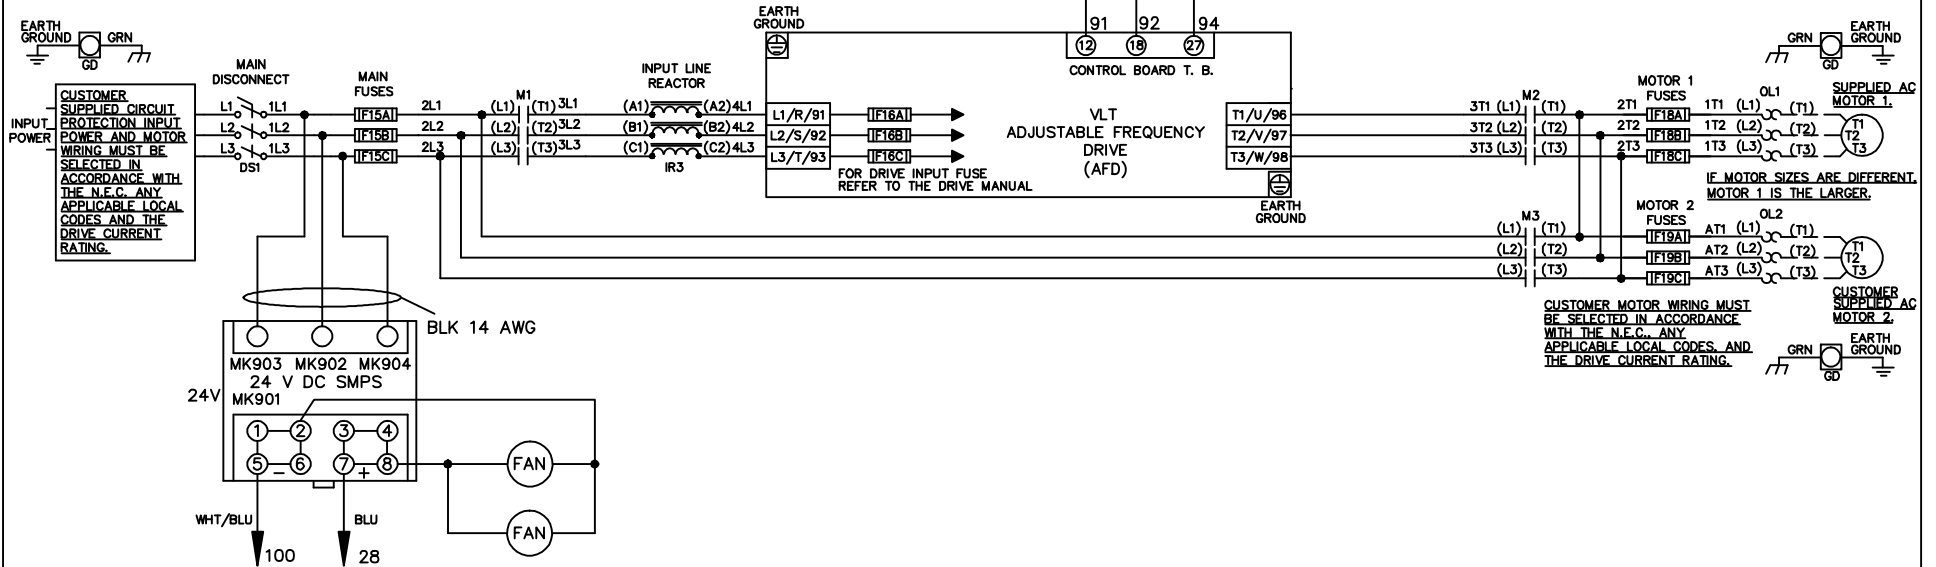 EARTH
GROUND
GRN
GD
INPUT
POWER
CUSTOMER
SUPPLIED CIRCUIT
PROTECTION INPUT
POWER AND MOTOR
WIRING MUST BE
SELECTED IN
ACCORDANCE WITH
THE N.E.C. ANY
APPLICABLE LOCAL
CODES AND THE
DRIVE CURRENT
RATING.
MAIN
DISCONNECT
L1 1L1
L2 1L2
L3 1L3
DS1
MAIN
FUSES
F15A
F15B
F15C
2L1
2L2
2L3
M1
(L1) (T1) 3L1
(L2) (T2) 3L2
(L3) (T3) 3L3
INPUT LINE
REACTOR
(A1) (A2) 4L1
(B1) (B2) 4L2
(C1) (C2) 4L3
IR3
EARTH
GROUND
L1/R/91
L2/S/92
L3/T/93
F16A
F16B
F16C
FOR DRIVE INPUT FUSE
REFER TO THE DRIVE MANUAL
91 92 94
12 18 27
CONTROL BOARD T. B.
VLT
ADJUSTABLE FREQUENCY
DRIVE
(AFD)
T1/U/96
T2/V/97
T3/W/98
EARTH
GROUND
M2
3T1 (L1) (T1)
3T2 (L2) (T2)
3T3 (L3) (T3)
MOTOR 1
FUSES
2T1 F18A 1T1
2T2 F18B 1T2
2T3 F18C 1T3
OL1
(L1) (T1)
(L2) (T2)
(L3) (T3)
GRN
GD
EARTH
GROUND
SUPPLIED AC
MOTOR 1.
T1
T2
T3
IF MOTOR SIZES ARE DIFFERENT,
MOTOR 1 IS THE LARGER.
M3
(L1) (T1)
(L2) (T2)
(L3) (T3)
MOTOR 2
FUSES
F19A AT1
F19B AT2
F19C AT3
OL2
(L1) (T1)
(L2) (T2)
(L3) (T3)
T1
T2
T3
CUSTOMER
SUPPLIED AC
MOTOR 2.
CUSTOMER MOTOR WIRING MUST
BE SELECTED IN ACCORDANCE
WITH THE N.E.C., ANY
APPLICABLE LOCAL CODES, AND
THE DRIVE CURRENT RATING.
GRN
GD
EARTH
GROUND
BLK 14 AWG
MK903 MK902 MK904
24 V DC SMPS
24V
MK901
1 2 3 4
5 - 6 7 + 8
FAN
FAN
WHT/BLU
BLU
100
28